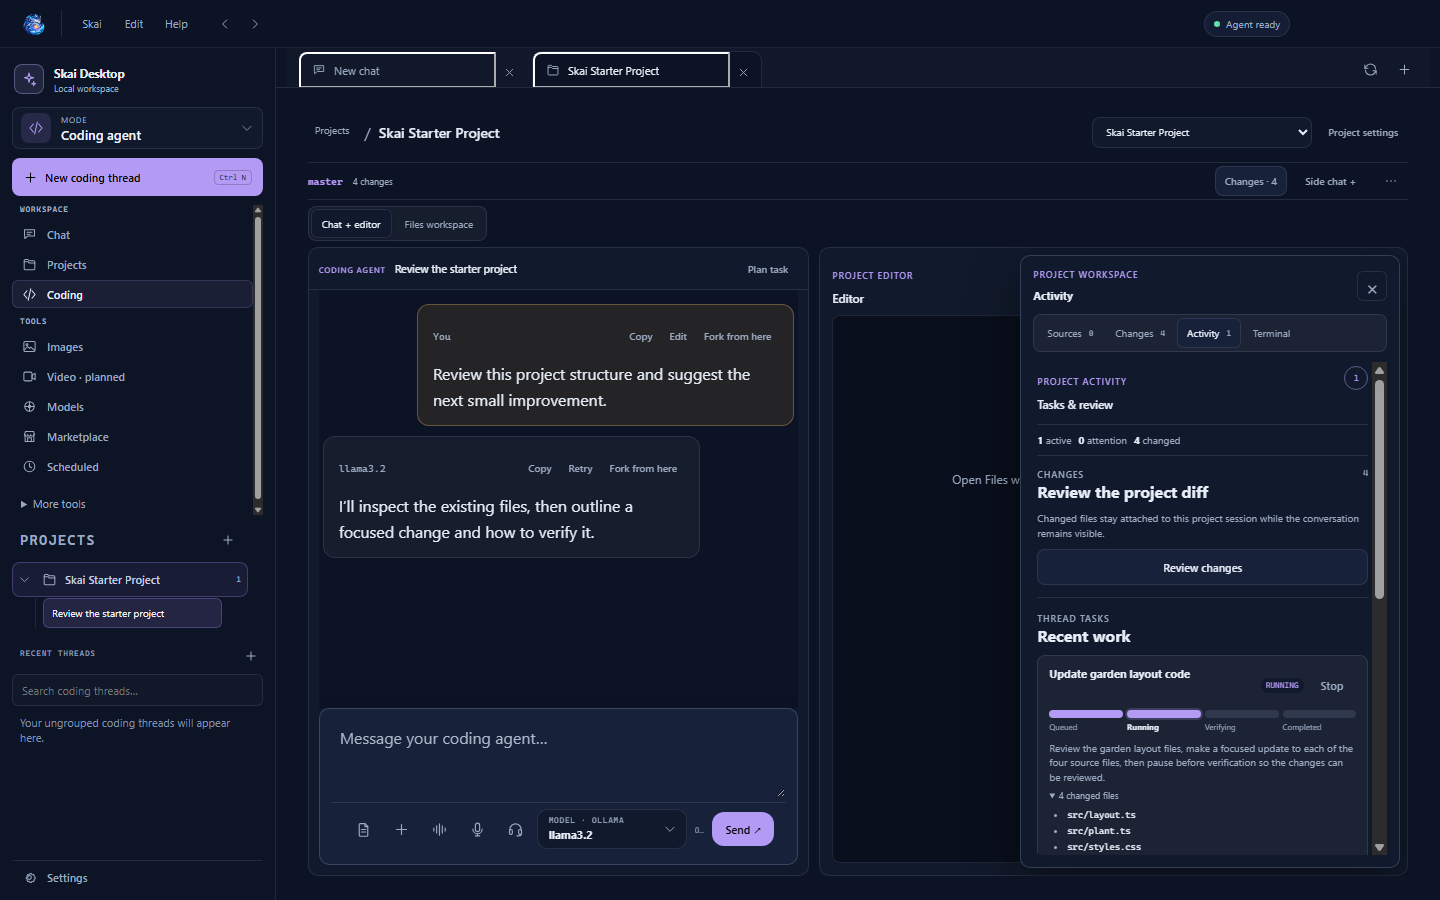 Skai
Edit
Help
Agent ready
Skai Desktop
Local workspace
MODE
Coding agent
New coding thread
Ctrl N
WORKSPACE
Chat
Projects
Coding
TOOLS
Images
Video · planned
Models
Marketplace
Scheduled
More tools
PROJECTS
Skai Starter Project
1
Review the starter project
RECENT THREADS
Search coding threads...
Your ungrouped coding threads will appear
here.
Settings
New chat
Skai Starter Project
Projects
/ Skai Starter Project
Skai Starter Project
Project settings
master
4 changes
Changes · 4
Side chat +
Chat + editor
Files workspace
CODING AGENT
Review the starter project
Plan task
You
Copy
Edit
Fork from here
Review this project structure and suggest the
next small improvement.
llama3.2
Copy
Retry
Fork from here
I'll inspect the existing files, then outline a
focused change and how to verify it.
Message your coding agent...
MODEL · OLLAMA
llama3.2
0...
Send ↗
PROJECT EDITOR
Editor
Open Files w
PROJECT WORKSPACE
Activity
Sources 0
Changes 4
Activity 1
Terminal
PROJECT ACTIVITY
1
Tasks & review
1 active 0 attention 4 changed
CHANGES
4
Review the project diff
Changed files stay attached to this project session while the conversation
remains visible.
Review changes
THREAD TASKS
Recent work
Update garden layout code
RUNNING
Stop
Queued
Running
Verifying
Completed
Review the garden layout files, make a focused update to each of the
four source files, then pause before verification so the changes can
be reviewed.
▼ 4 changed files
• src/layout.ts
• src/plant.ts
• src/styles.css